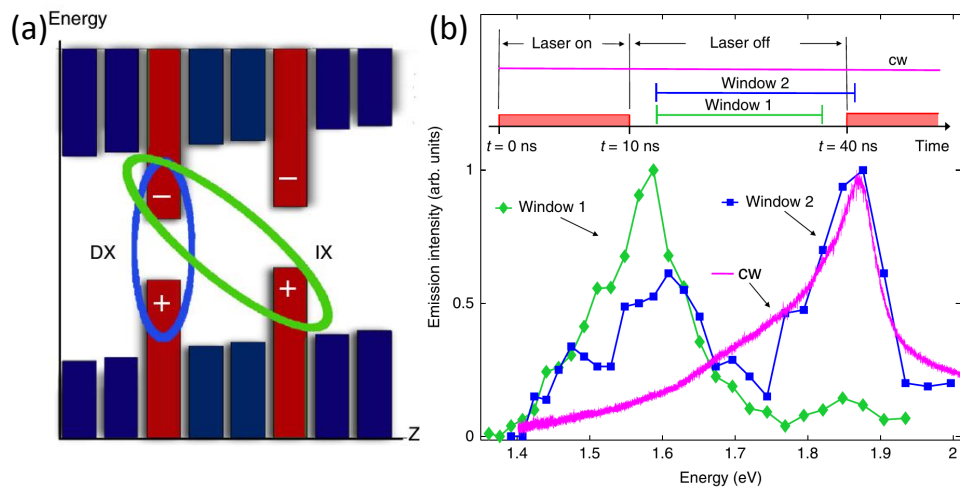 (a)
Energy
−
−
DX
IX
+
+
Z
(b)
Laser on
Laser off
cw
Window 2
Window 1
t = 0 ns
t = 10 ns
t = 40 ns
Time
Emission intensity (arb. units)
1
0.5
0
Window 1
Window 2
cw
1.4
1.5
1.6
1.7
1.8
1.9
2
Energy (eV)